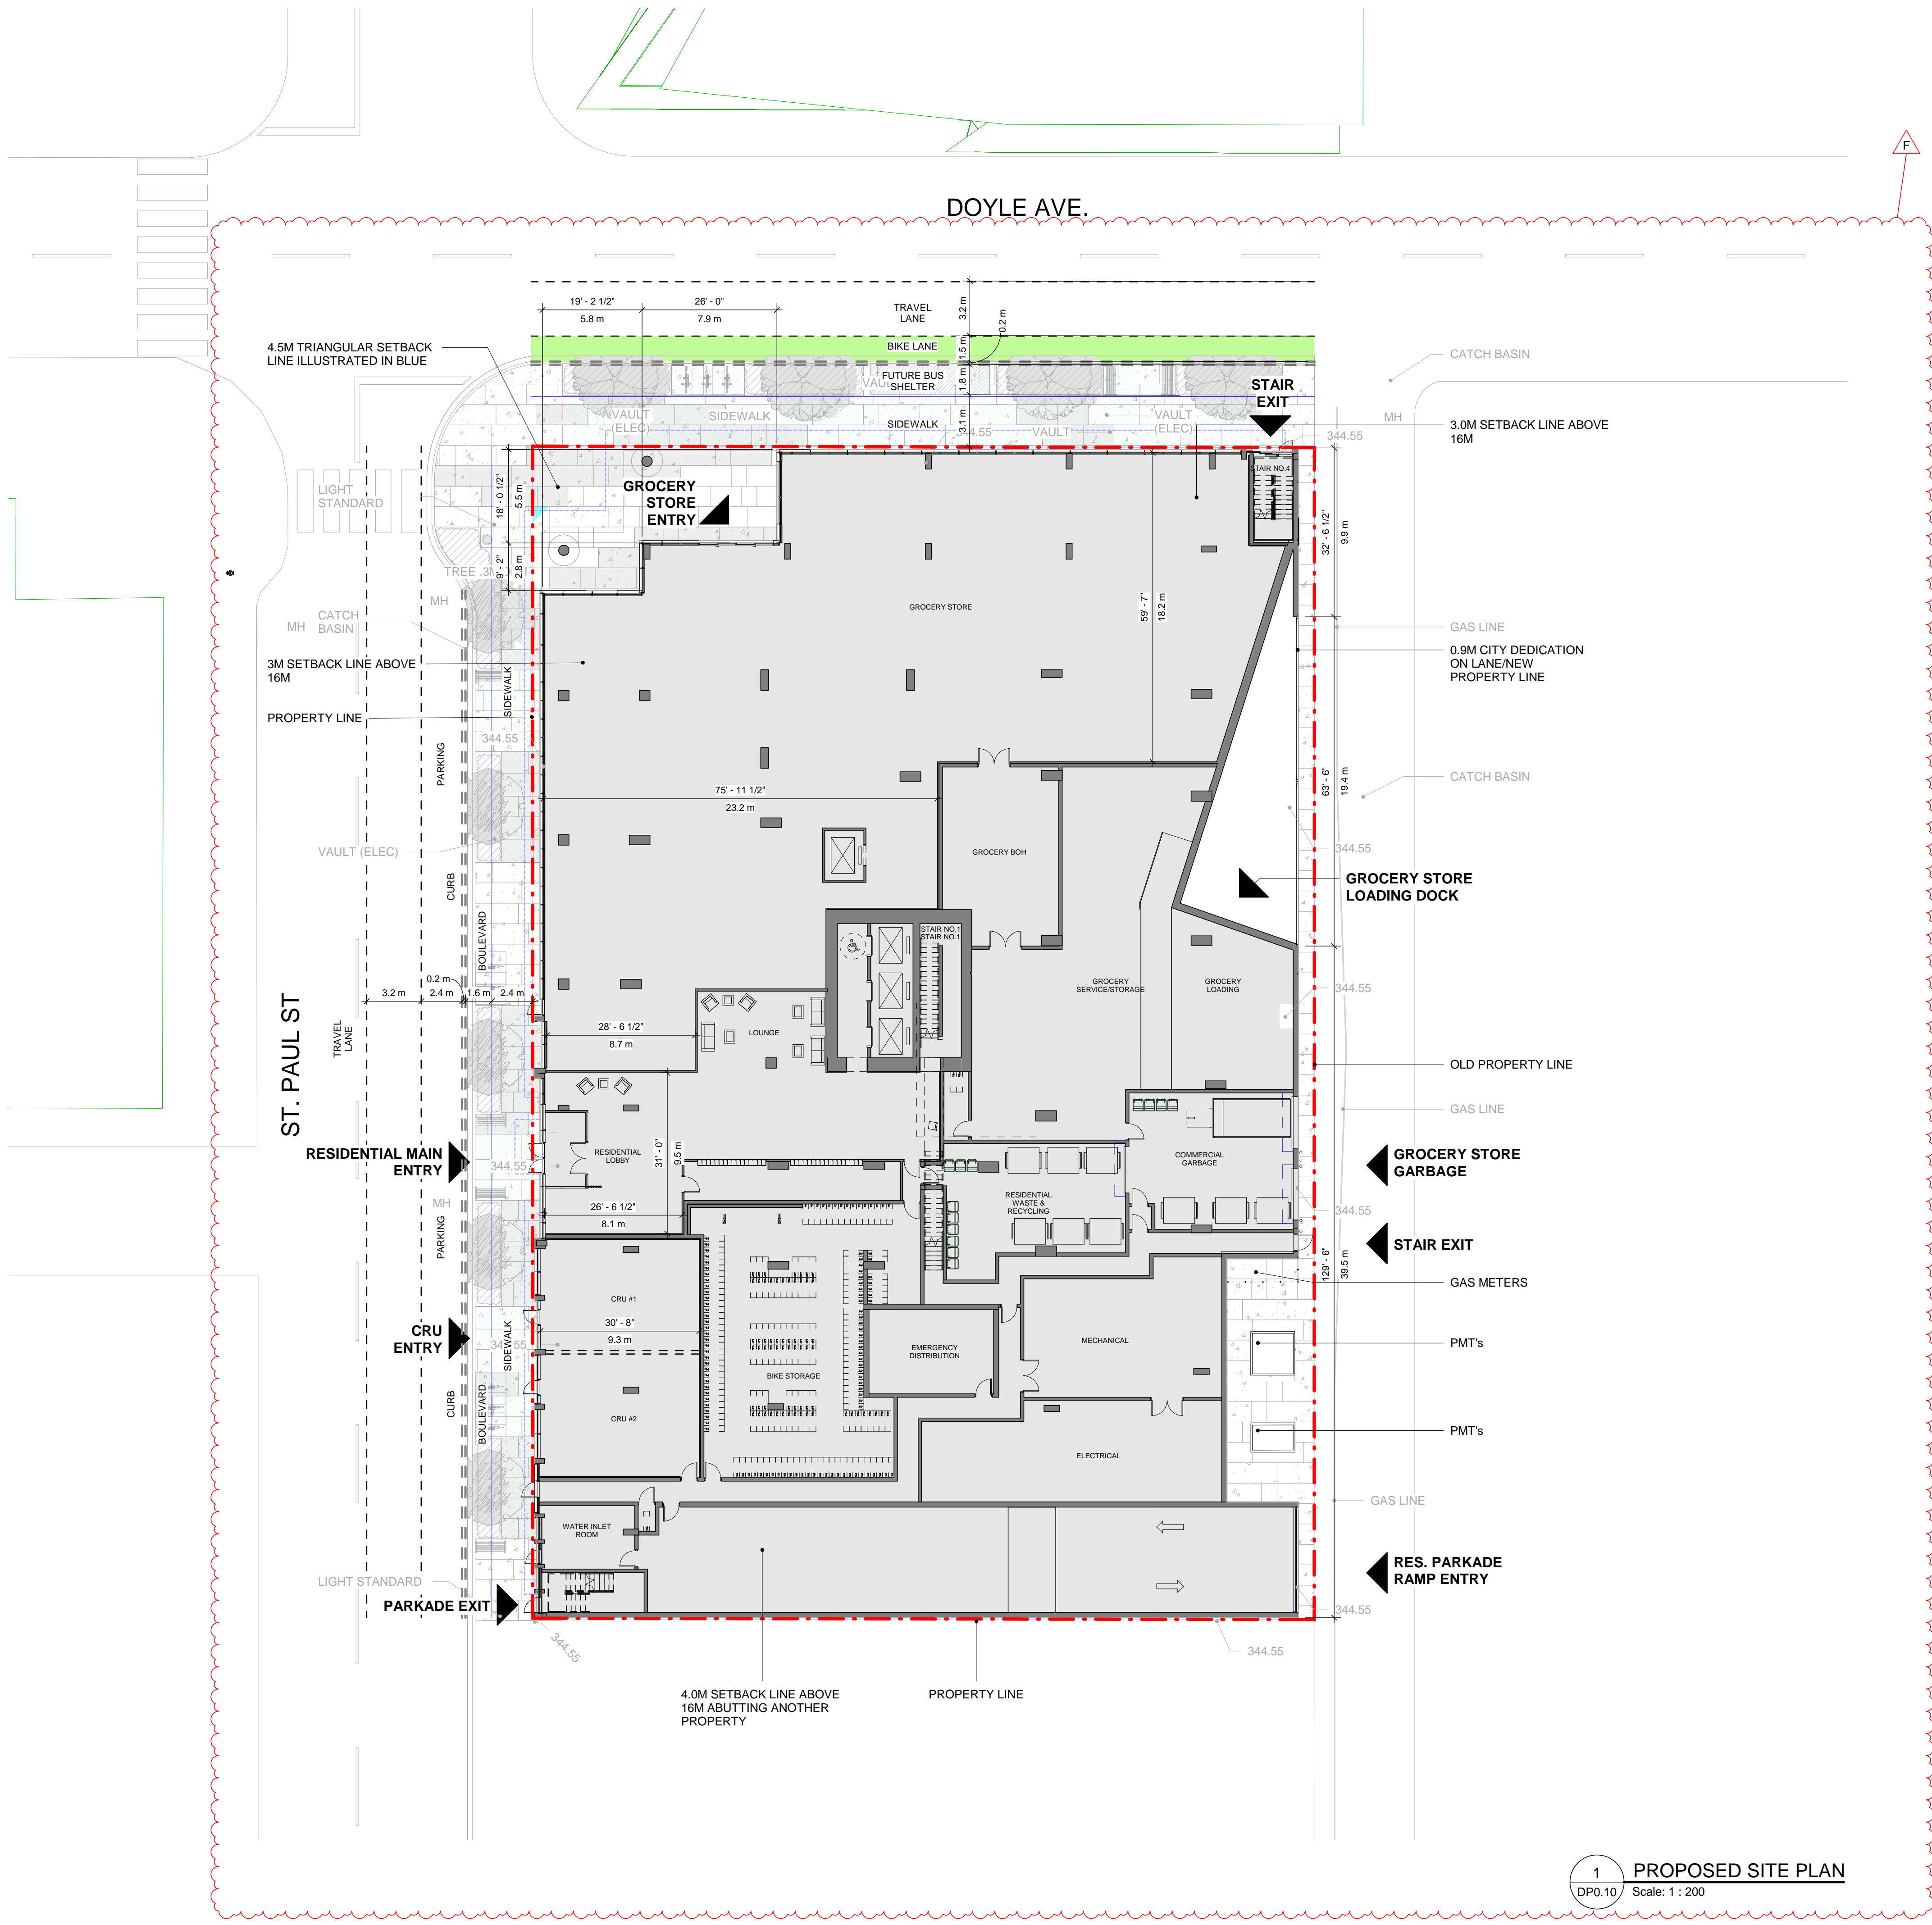 F
DOYLE AVE.
19' - 2 1/2"
5.8 m
26' - 0"
7.9 m
TRAVEL
LANE
3.2 m
0.2 m
4.5M TRIANGULAR SETBACK
LINE ILLUSTRATED IN BLUE
BIKE LANE
1.5 m
CATCH BASIN
FUTURE BUS
SHELTER
1.8 m
STAIR
EXIT
VAULT
(ELEC)
SIDEWALK
SIDEWALK
3.1 m
344.55
VAULT
VAULT
(ELEC)
MH
344.55
3.0M SETBACK LINE ABOVE
16M
LIGHT
STANDARD
18' - 0 1/2"
5.5 m
GROCERY
STORE
ENTRY
STAIR NO.4
32' - 6 1/2"
9.9 m
9' - 2"
2.8 m
MH
MH
CATCH
BASIN
GROCERY STORE
59' - 7"
18.2 m
GAS LINE
0.9M CITY DEDICATION
ON LANE/NEW
PROPERTY LINE
3M SETBACK LINE ABOVE
16M
SIDEWALK
PROPERTY LINE
344.55
PARKING
63' - 6"
19.4 m
CATCH BASIN
75' - 11 1/2"
23.2 m
VAULT (ELEC)
GROCERY BOH
344.55
CURB
GROCERY STORE
LOADING DOCK
BOULEVARD
STAIR NO.1
STAIR NO.1
0.2 m
3.2 m
2.4 m
1.6 m
2.4 m
GROCERY
SERVICE/STORAGE
GROCERY
LOADING
344.55
ST. PAUL ST
TRAVEL
LANE
28' - 6 1/2"
8.7 m
LOUNGE
OLD PROPERTY LINE
GAS LINE
RESIDENTIAL MAIN
ENTRY
344.55
RESIDENTIAL
LOBBY
31' - 0"
9.5 m
COMMERCIAL
GARBAGE
GROCERY STORE
GARBAGE
MH
PARKING
26' - 6 1/2"
8.1 m
RESIDENTIAL
WASTE &
RECYCLING
344.55
STAIR EXIT
129' - 6"
39.5 m
GAS METERS
CRU #1
30' - 8"
9.3 m
CRU
ENTRY
SIDEWALK
MECHANICAL
PMT's
EMERGENCY
DISTRIBUTION
BIKE STORAGE
CURB
BOULEVARD
CRU #2
PMT's
ELECTRICAL
GAS LINE
WATER INLET
ROOM
LIGHT STANDARD
PARKADE EXIT
RES. PARKADE
RAMP ENTRY
344.55
344.55
344.55
4.0M SETBACK LINE ABOVE
16M ABUTTING ANOTHER
PROPERTY
PROPERTY LINE
1
DP0.10
PROPOSED SITE PLAN
Scale: 1 : 200